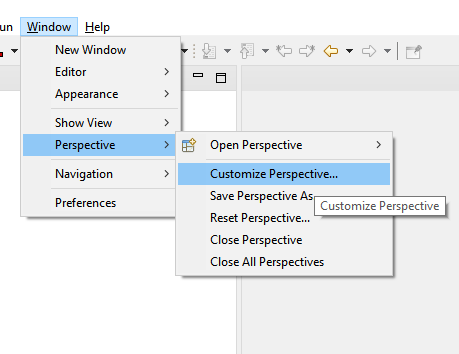 un Window Help
New Window
Editor
Appearance
Show View
Perspective
Navigation
Preferences
Open Perspective
Customize Perspective...
Save Perspective As
Reset Perspective...
Close Perspective
Close All Perspectives
Customize Perspective